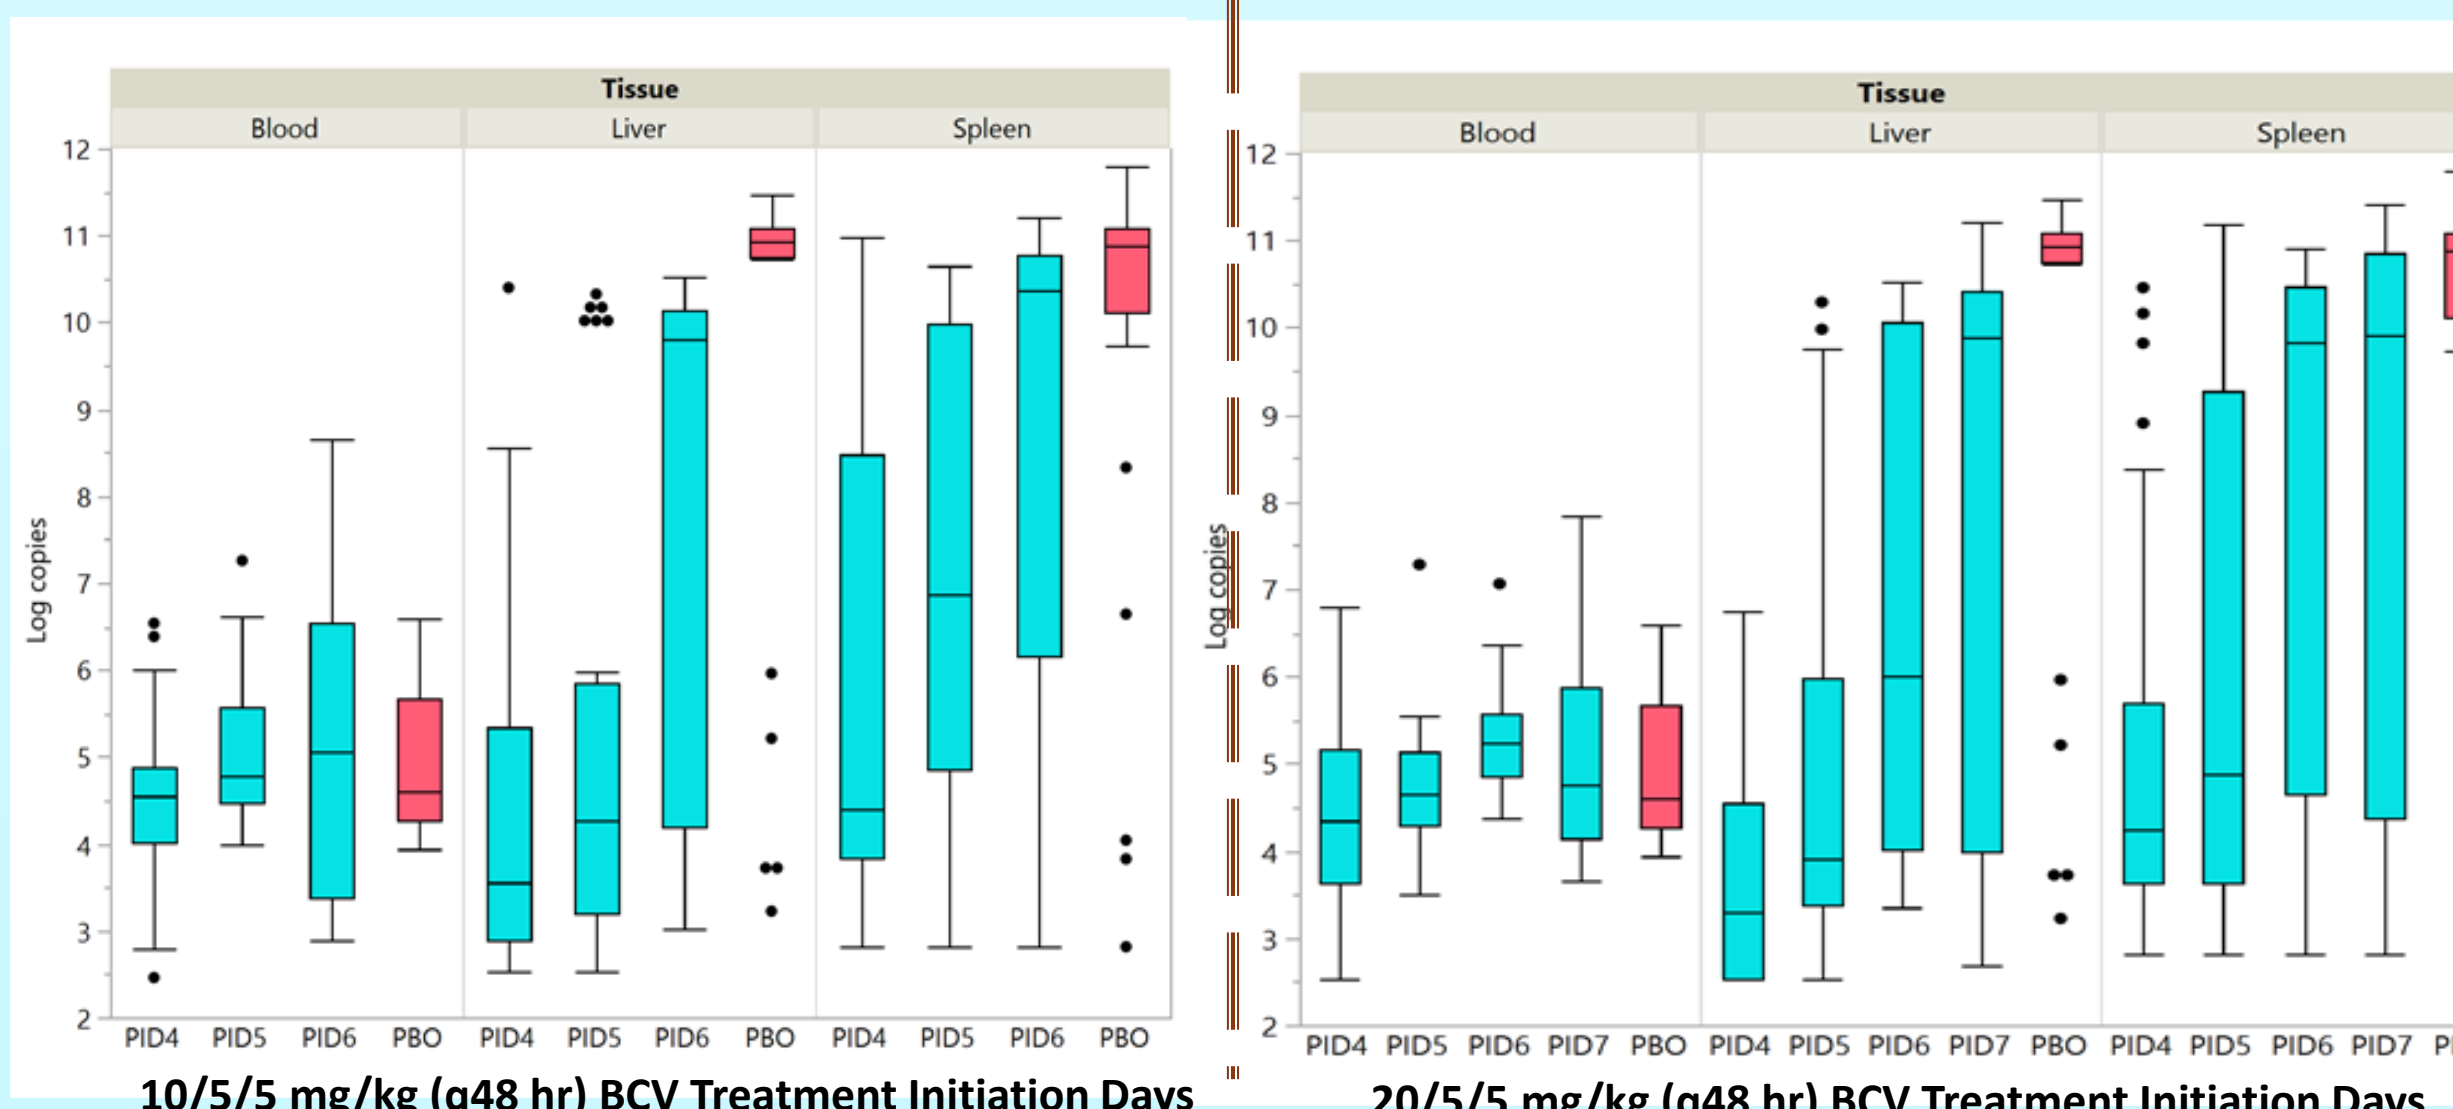 Tissue
Blood Liver Spleen
12
11
10
9
8
7
6
5
4
3
2
Log copies
PID4 PID5 PID6 PBO PID4 PID5 PID6 PBO PID4 PID5 PID6 PBO
10/5/5 mg/kg (q48 hr) BCV Treatment Initiation Days
Tissue
Blood Liver Spleen
12
11
10
9
8
7
6
5
4
3
2
Log copies
PID4 PID5 PID6 PID7 PBO PID4 PID5 PID6 PID7 PBO PID4 PID5 PID6 PID7
20/5/5 mg/kg (q48 hr) BCV Treatment Initiation Days